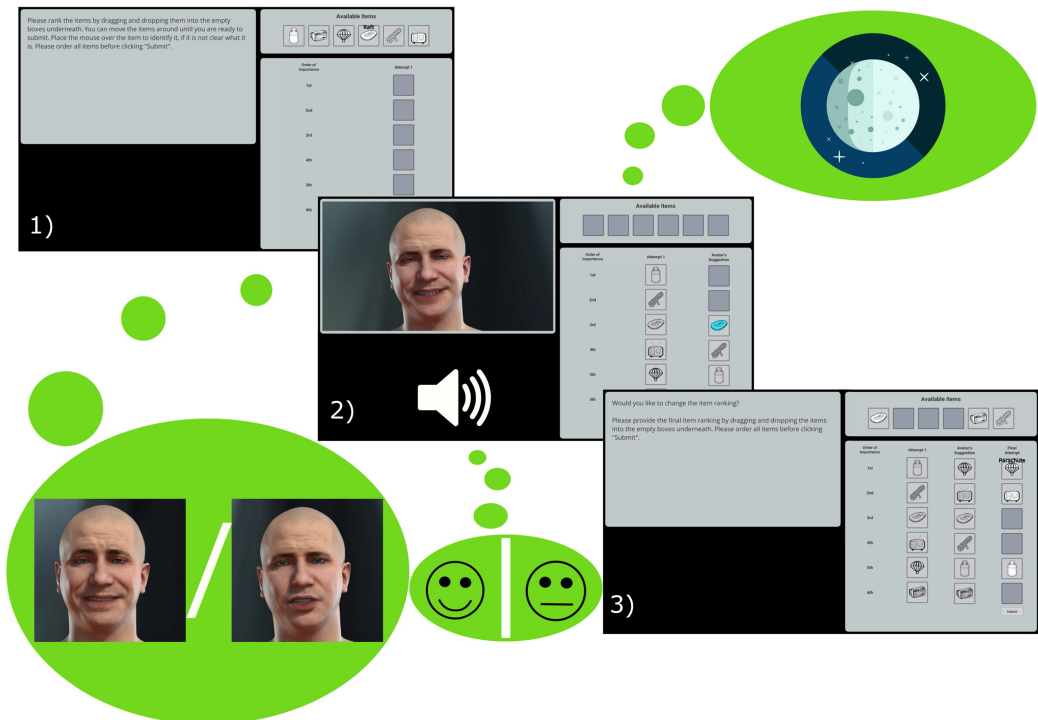 Please rank the items by dragging and dropping them into the empty
boxes underneath. You can move the items around until you are ready to
submit. Place the mouse over the item to identify it, if it is not clear what it
is. Please order all items before clicking "Submit".
Available Items
Raft
Order of
Importance
Attempt 1
1st
2nd
3rd
4th
5th
6th
1)
Available Items
Order of
Importance
Attempt 1
Avatar's
Suggestion
1st
2nd
3rd
4th
5th
6th
2)
Would you like to change the item ranking?
Please provide the final item ranking by dragging and dropping the items
into the empty boxes underneath. Please order all items before clicking
"Submit".
Available Items
Order of
Importance
Attempt 1
Avatar's
Suggestion
Final
Attempt
Parachute
1st
2nd
3rd
4th
5th
6th
Submit
3)